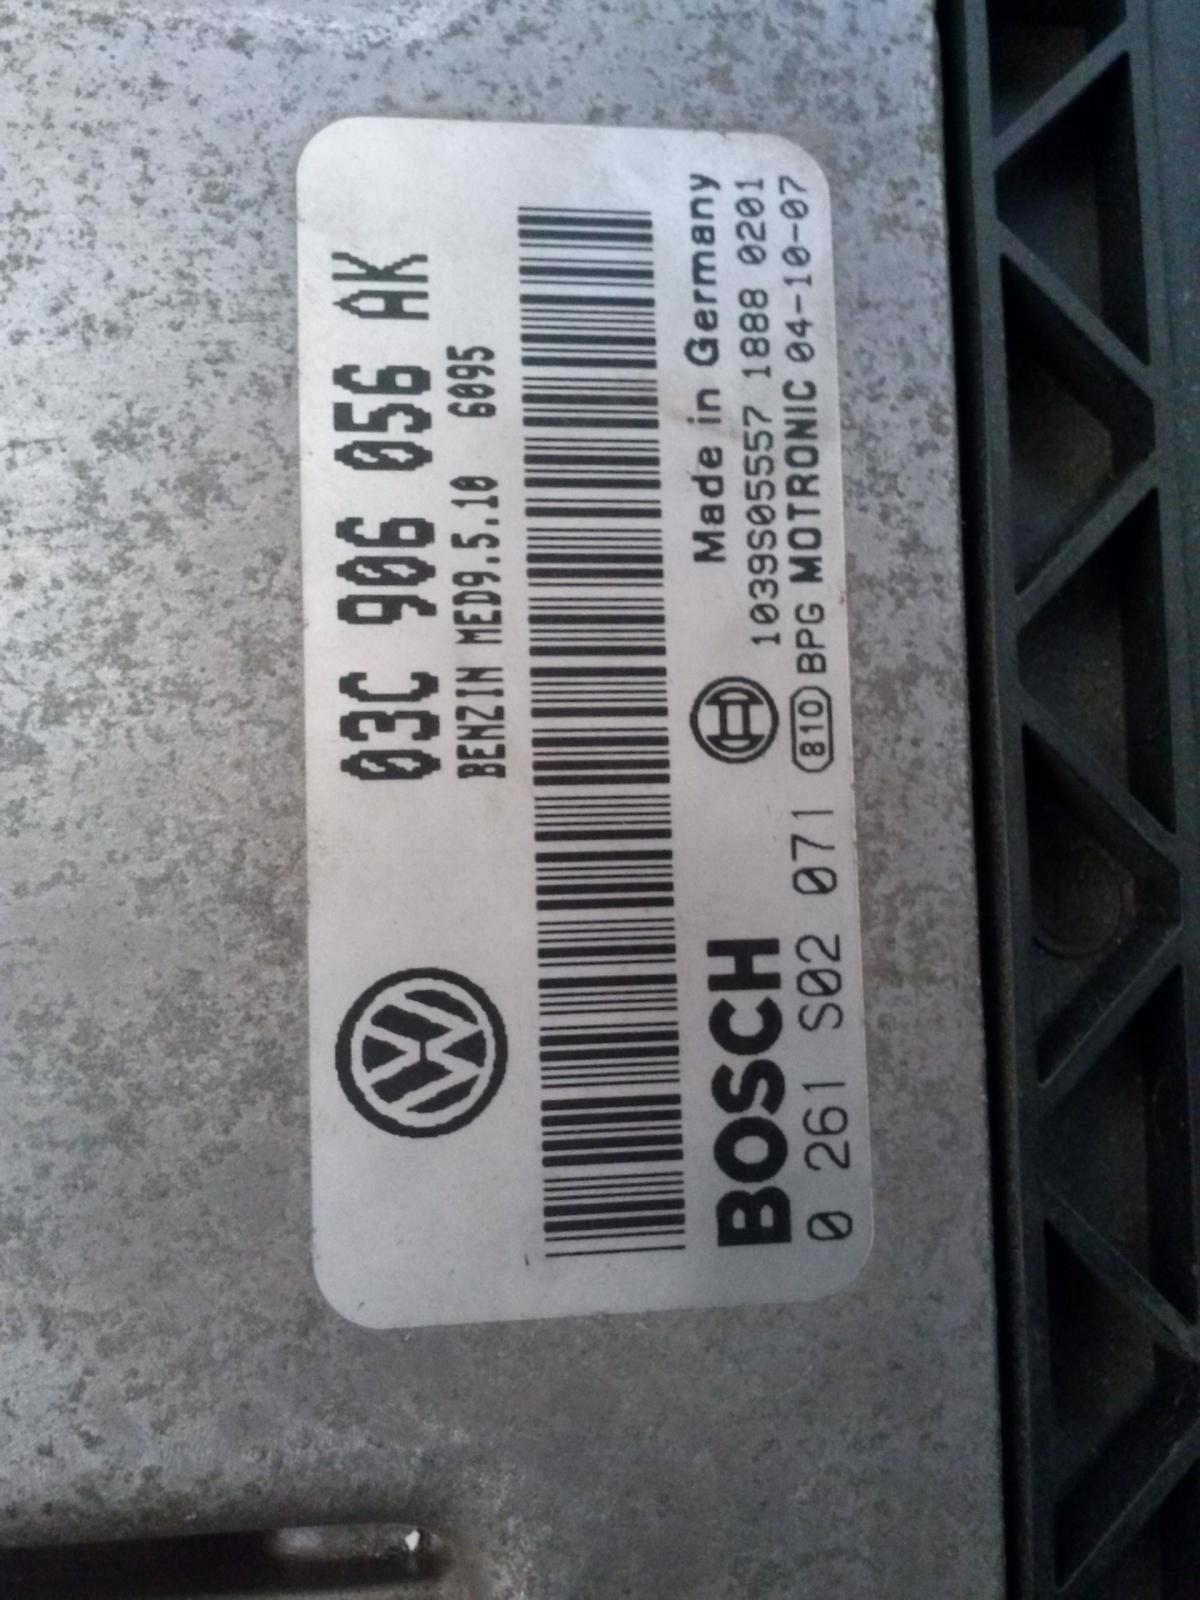 03C 906 056 AK
BENZIN MED9.5.10 6095
Made in Germany
1039S05557 1888 0201
BOSCH
0 261 S02 071
810 BPG MOTRONIC 04-10-07